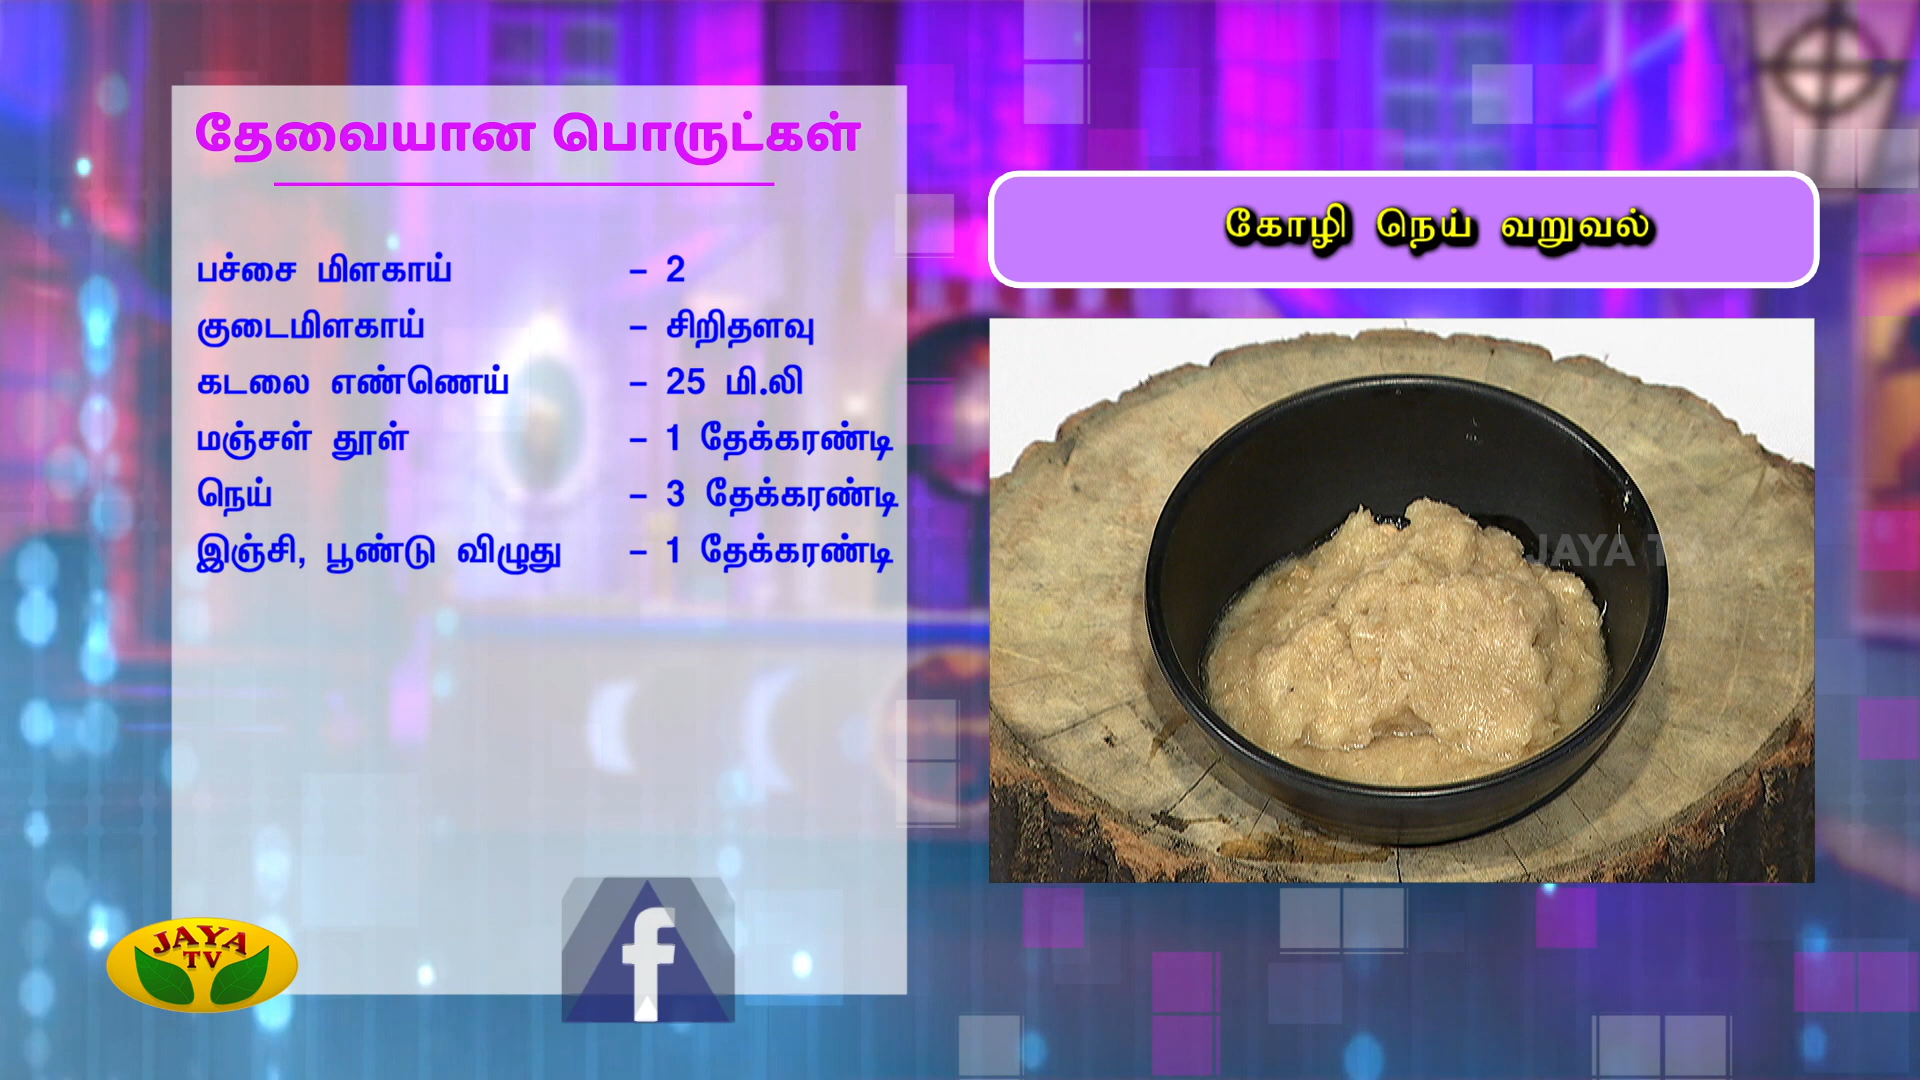 தேவையான பொருட்கள்
பச்சை மிளகாய் – 2
குடைமிளகாய் – சிறிதளவு
கடலை எண்ணெய் – 25 மி.லி
மஞ்சள் தூள் – 1 தேக்கரண்டி
நெய் – 3 தேக்கரண்டி
இஞ்சி, பூண்டு விழுது – 1 தேக்கரண்டி
கோழி நெய் வறுவல்
JAYA TV
JAYA
TV
f